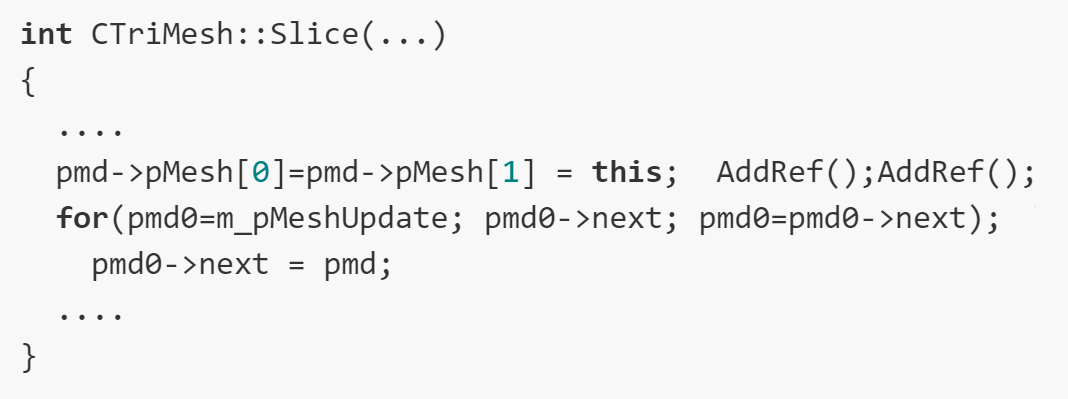 int CTriMesh::Slice(...)
{
  ....
  pmd->pMesh[0]=pmd->pMesh[1] = this;  AddRef();AddRef();
  for(pmd0=m_pMeshUpdate; pmd0->next; pmd0=pmd0->next);
    pmd0->next = pmd;
  ....
}